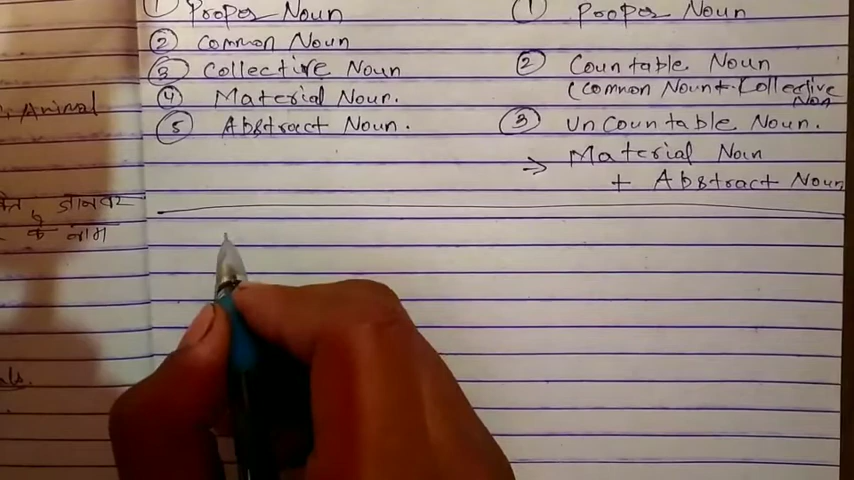 ① Proper Noun
② Common Noun
③ Collective Noun
④ Material Noun.
⑤ Abstract Noun.
① Proper Noun
② Countable Noun
(Common Noun + Collective
Noun
③ Uncountable Noun.
→ Material Noun
+ Abstract Noun
Animal
जानवर
के नाम